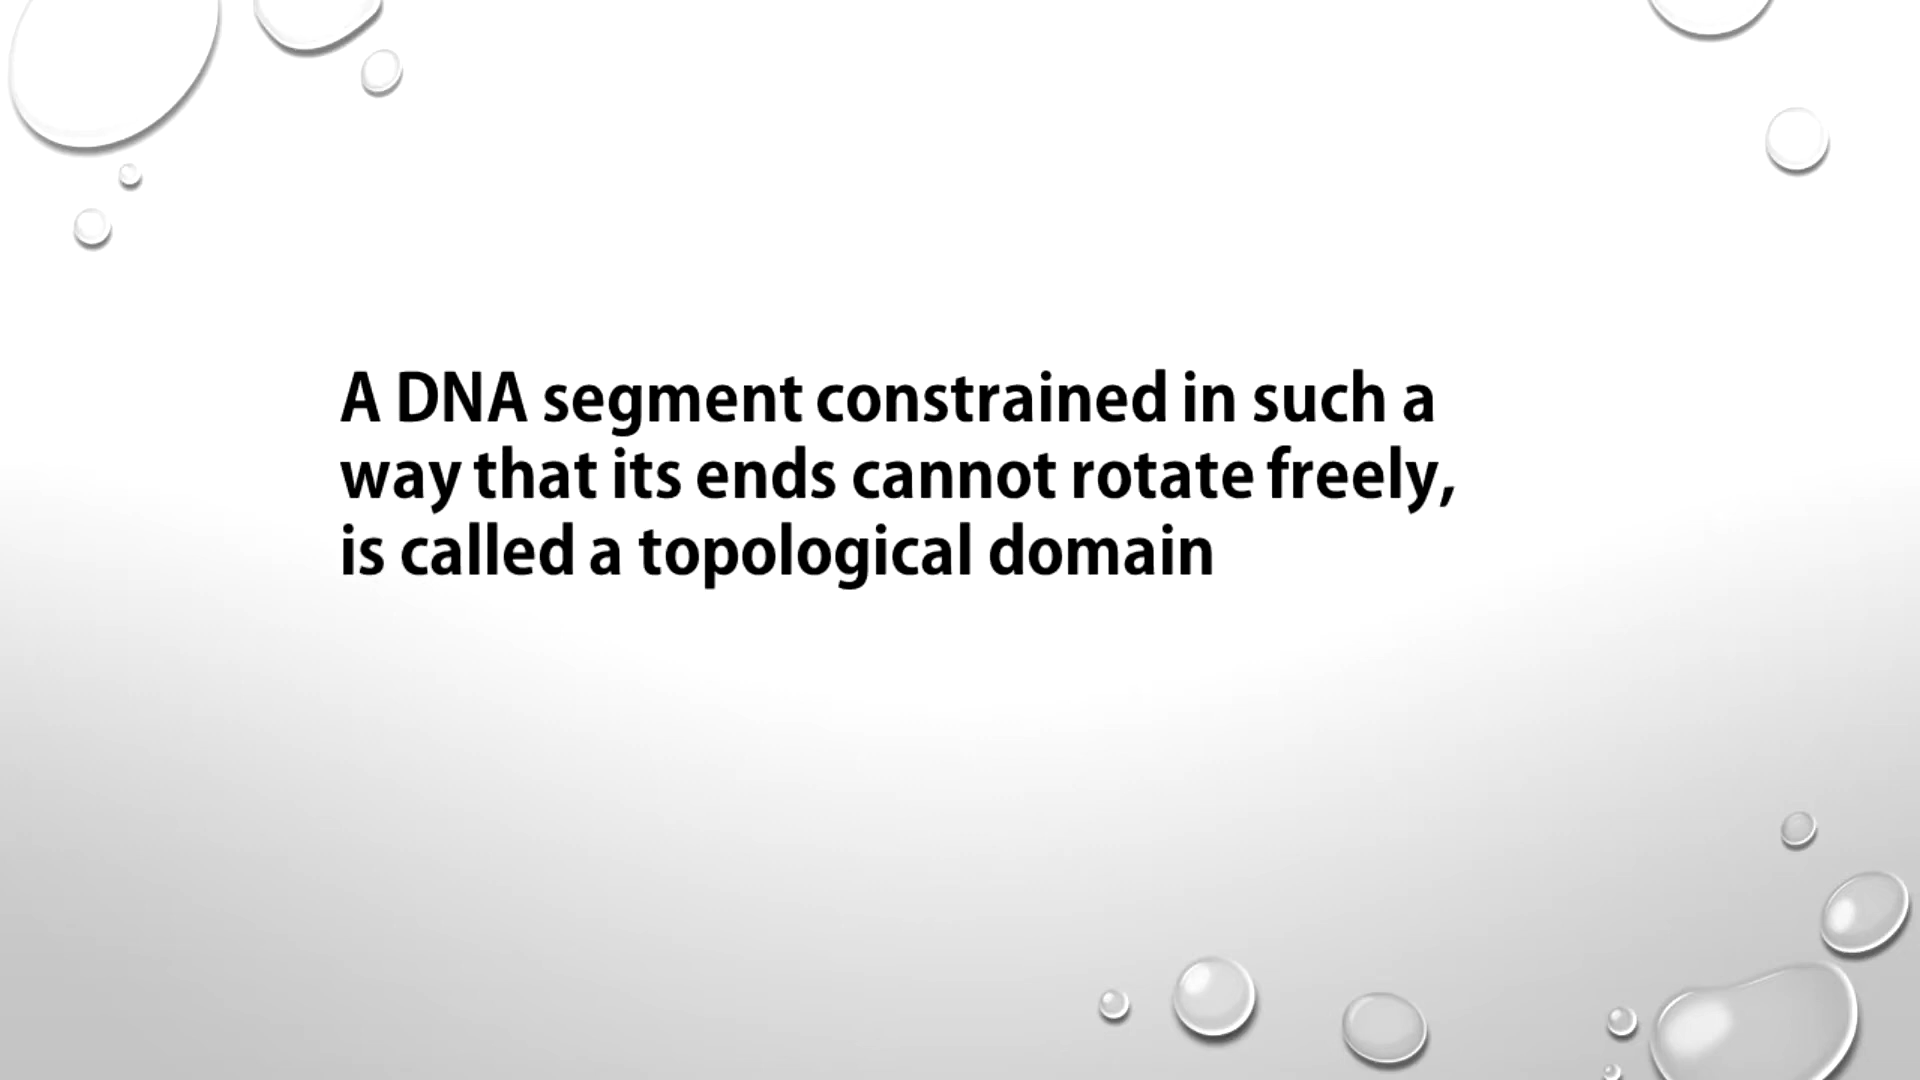 A DNA segment constrained in such a
way that its ends cannot rotate freely,
is called a topological domain